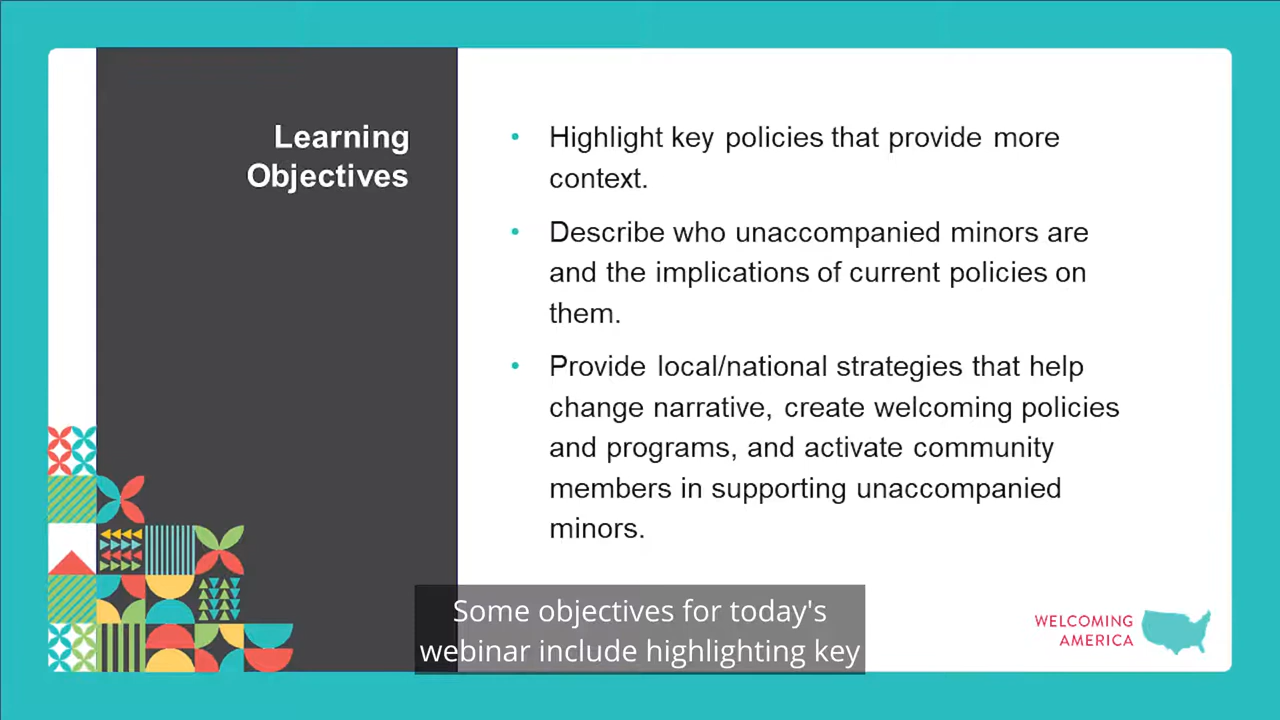 Learning
Objectives
• Highlight key policies that provide more
context.
• Describe who unaccompanied minors are
and the implications of current policies on
them.
• Provide local/national strategies that help
change narrative, create welcoming policies
and programs, and activate community
members in supporting unaccompanied
minors.
Some objectives for today's
webinar include highlighting key
WELCOMING
AMERICA